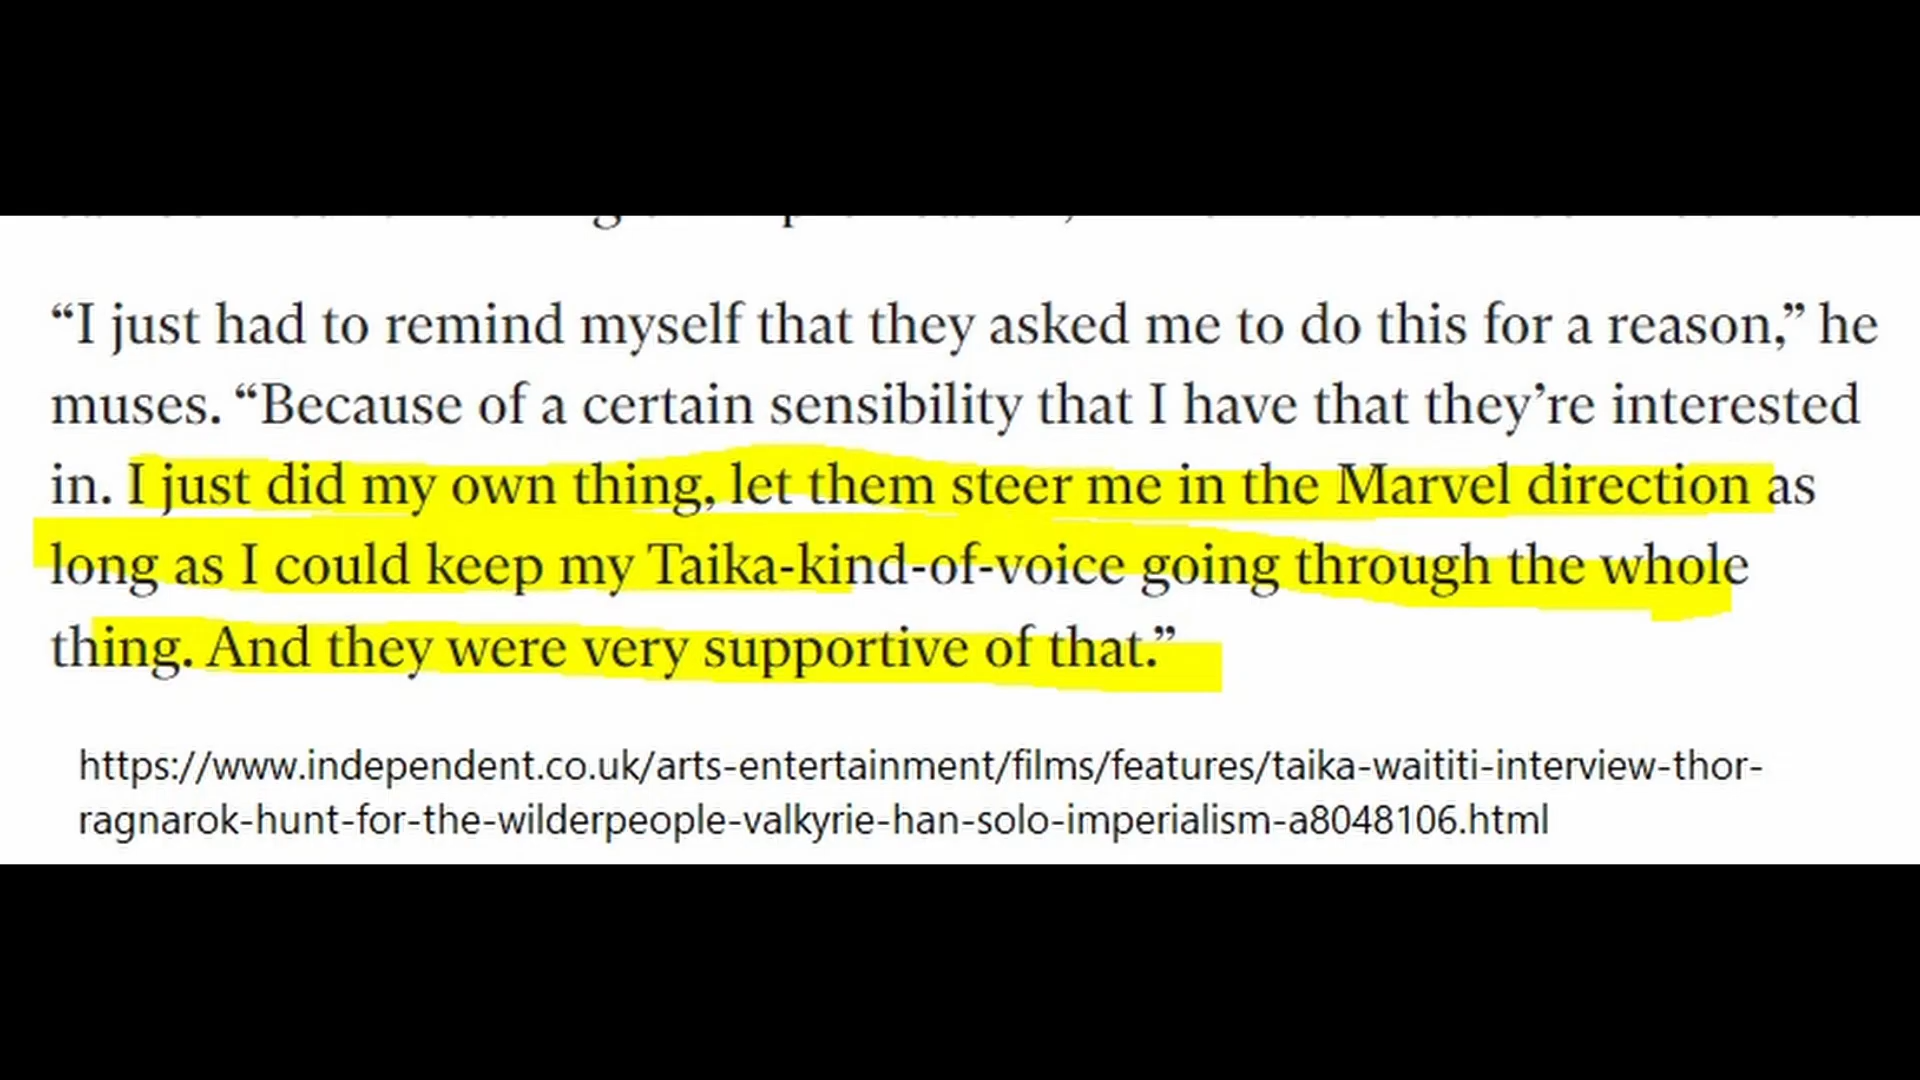 “I just had to remind myself that they asked me to do this for a reason,” he
muses. “Because of a certain sensibility that I have that they’re interested
in. I just did my own thing, let them steer me in the Marvel direction as
long as I could keep my Taika-kind-of-voice going through the whole
thing. And they were very supportive of that.”
https://www.independent.co.uk/arts-entertainment/films/features/taika-waititi-interview-thor-
ragnarok-hunt-for-the-wilderpeople-valkyrie-han-solo-imperialism-a8048106.html